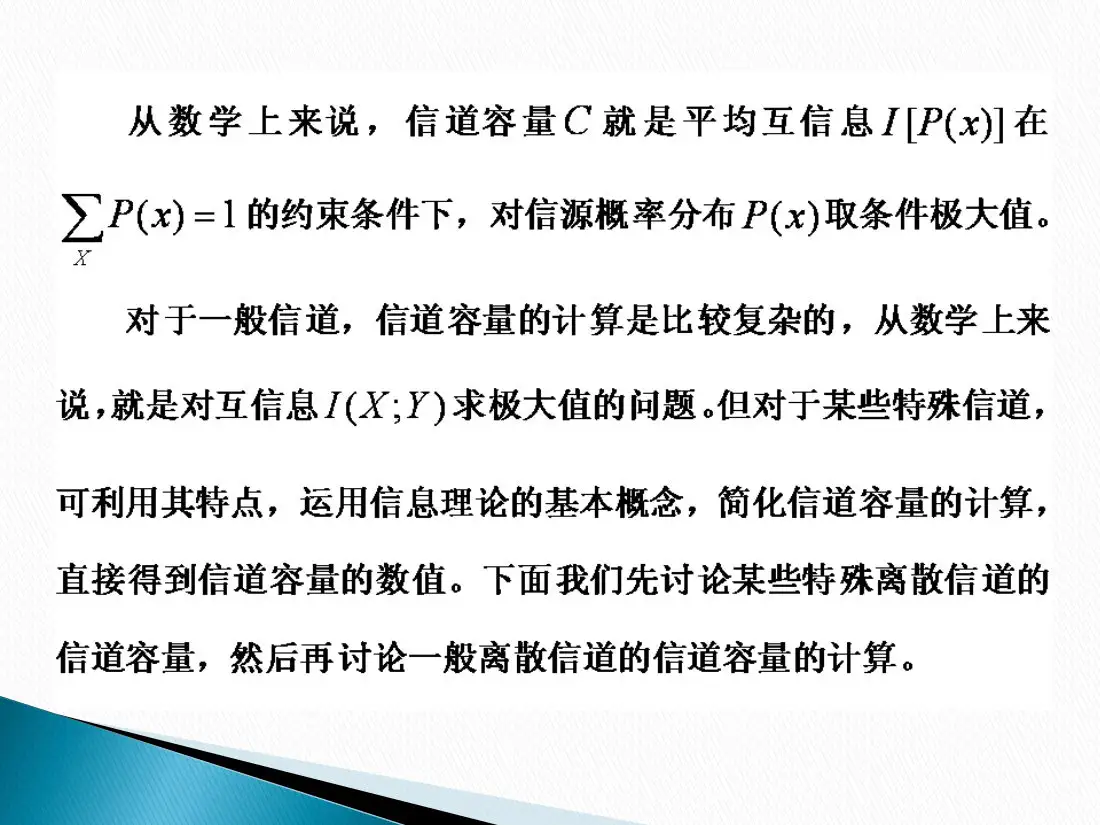 从数学上来说，信道容量C就是平均互信息I[P(x)]在
∑P(x)=1的约束条件下，对信源概率分布P(x)取条件极大值。
X
对于一般信道，信道容量的计算是比较复杂的，从数学上来
说，就是对互信息I(X;Y)求极大值的问题。但对于某些特殊信道，
可利用其特点，运用信息理论的基本概念，简化信道容量的计算，
直接得到信道容量的数值。下面我们先讨论某些特殊离散信道的
信道容量，然后再讨论一般离散信道的信道容量的计算。